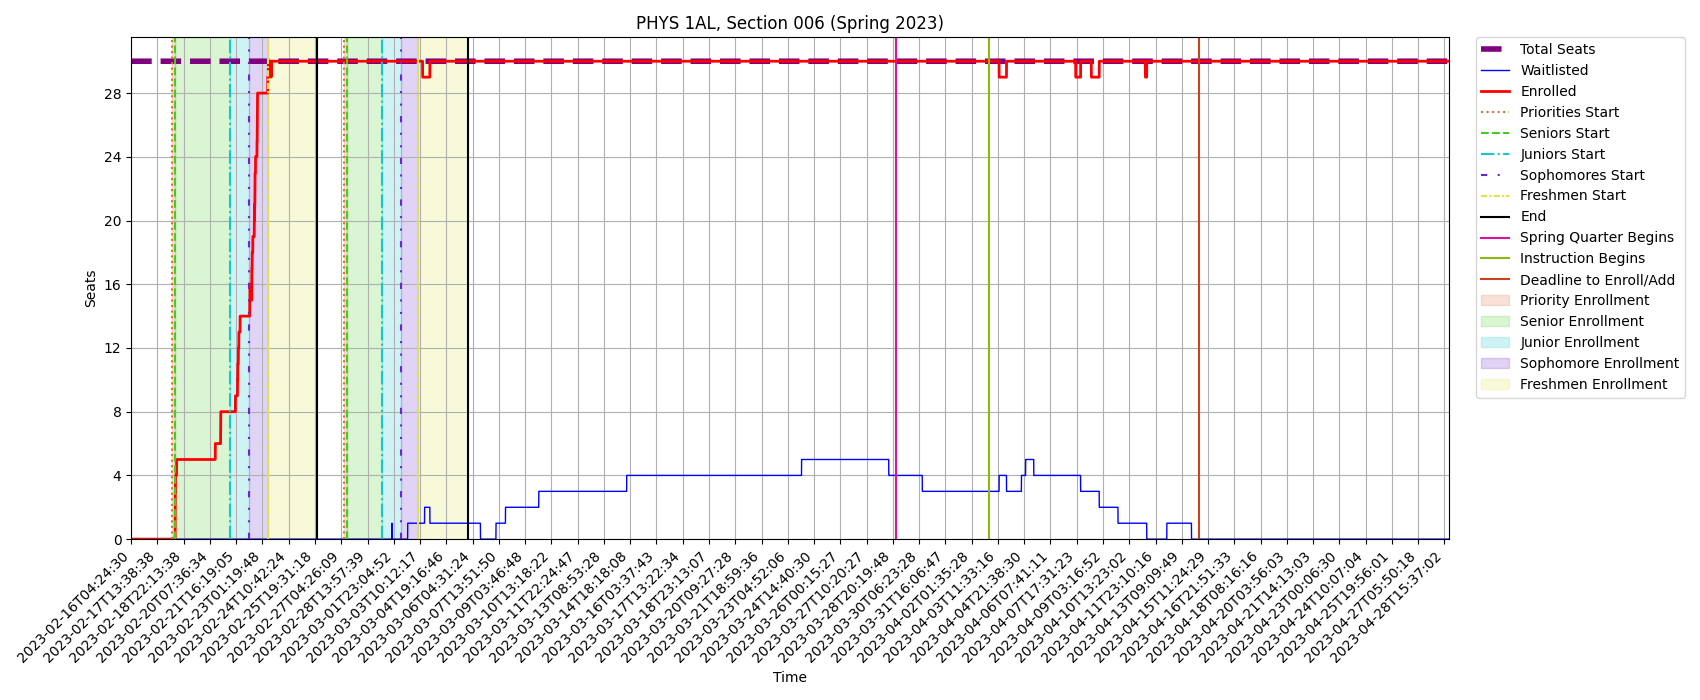 PHYS 1AL, Section 006 (Spring 2023)
Total Seats
Waitlisted
Enrolled
Priorities Start
Seniors Start
Juniors Start
Sophomores Start
Freshmen Start
End
Spring Quarter Begins
Instruction Begins
Deadline to Enroll/Add
Priority Enrollment
Senior Enrollment
Junior Enrollment
Sophomore Enrollment
Freshmen Enrollment
Seats
28
24
20
16
12
8
4
0
2023-02-16T04:24:30
2023-02-17T13:38:38
2023-02-18T22:13:38
2023-02-20T07:36:34
2023-02-21T16:19:05
2023-02-23T01:19:48
2023-02-24T10:42:24
2023-02-25T19:31:18
2023-02-27T04:26:09
2023-02-28T13:57:39
2023-03-01T23:04:52
2023-03-03T10:12:17
2023-03-04T19:16:46
2023-03-06T04:31:24
2023-03-07T13:51:50
2023-03-09T03:46:48
2023-03-10T13:18:22
2023-03-11T22:24:47
2023-03-13T08:53:28
2023-03-14T18:18:08
2023-03-16T03:37:43
2023-03-17T13:22:34
2023-03-18T23:13:07
2023-03-20T09:27:28
2023-03-21T18:59:36
2023-03-23T04:52:06
2023-03-24T14:40:30
2023-03-26T00:15:27
2023-03-27T10:20:27
2023-03-28T20:19:48
2023-03-30T06:23:28
2023-03-31T16:06:47
2023-04-02T01:35:28
2023-04-03T11:33:16
2023-04-04T21:38:30
2023-04-06T07:41:11
2023-04-07T17:31:23
2023-04-09T03:16:52
2023-04-10T13:23:02
2023-04-11T23:10:16
2023-04-13T09:09:49
2023-04-15T11:24:29
2023-04-16T21:51:33
2023-04-18T08:16:16
2023-04-20T03:56:03
2023-04-21T14:13:03
2023-04-23T00:06:30
2023-04-24T10:07:04
2023-04-25T19:56:01
2023-04-27T05:50:18
2023-04-28T15:37:02
Time